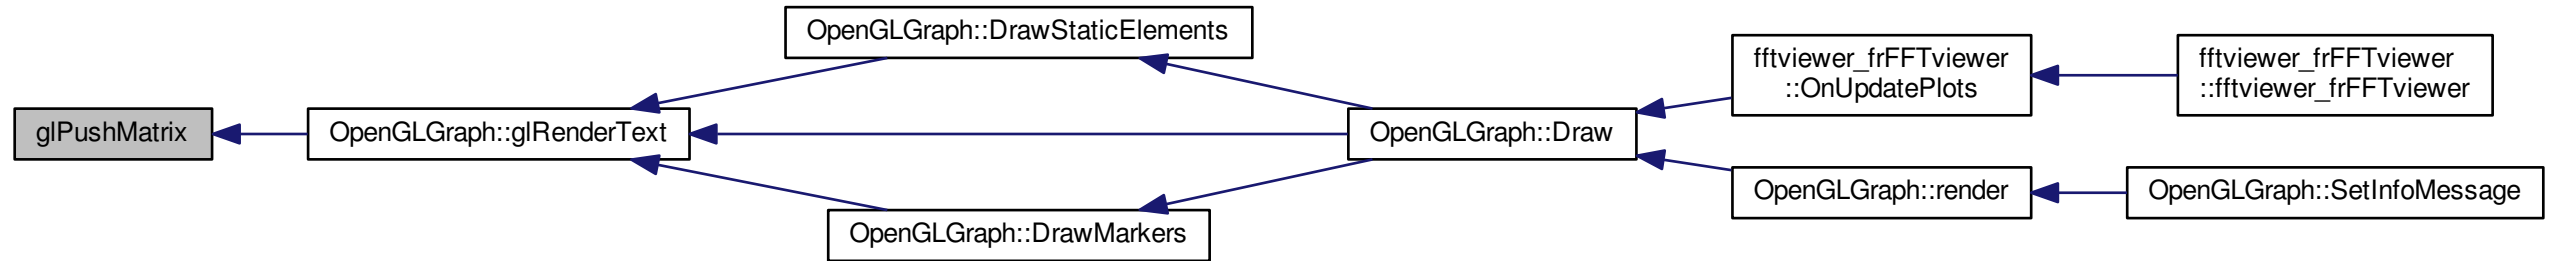 glPushMatrix
OpenGLGraph::glRenderText
OpenGLGraph::DrawStaticElements
OpenGLGraph::DrawMarkers
OpenGLGraph::Draw
fftviewer_frFFTviewer
::OnUpdatePlots
OpenGLGraph::render
fftviewer_frFFTviewer
::fftviewer_frFFTviewer
OpenGLGraph::SetInfoMessage